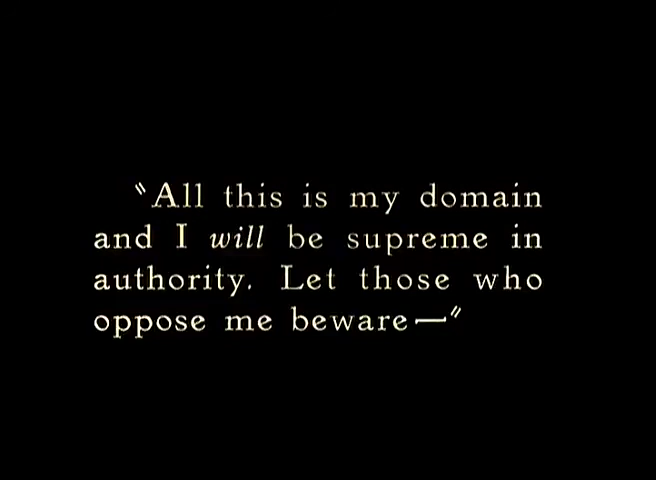 "All this is my domain
and I will be supreme in
authority. Let those who
oppose me beware—"